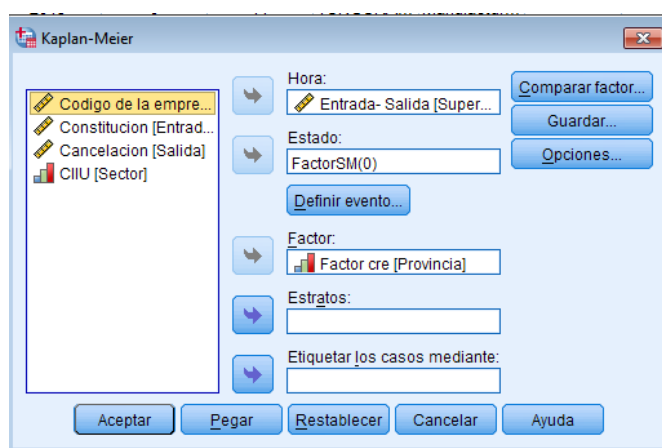 Kaplan-Meier
Codigo de la empre...
Constitucion [Entrad...
Cancelacion [Salida]
CIIU [Sector]
Hora:
Entrada- Salida [Super...
Estado:
FactorSM(0)
Definir evento...
Factor:
Factor cre [Provincia]
Estratos:
Etiquetar los casos mediante:
Comparar factor...
Guardar...
Opciones...
Aceptar Pegar Restablecer Cancelar Ayuda